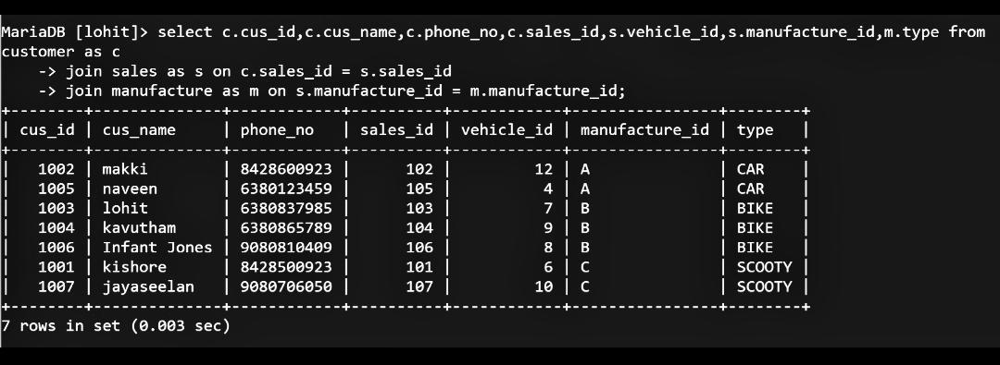 MariaDB [lohit]> select c.cus_id,c.cus_name,c.phone_no,c.sales_id,s.vehicle_id,s.manufacture_id,m.type from
customer as c
    -> join sales as s on c.sales_id = s.sales_id
    -> join manufacture as m on s.manufacture_id = m.manufacture_id;
+--------+--------------+------------+----------+------------+----------------+--------+
| cus_id | cus_name     | phone_no   | sales_id | vehicle_id | manufacture_id | type   |
+--------+--------------+------------+----------+------------+----------------+--------+
|   1002 | makki        | 8428600923 |      102 |         12 | A              | CAR    |
|   1005 | naveen       | 6380123459 |      105 |          4 | A              | CAR    |
|   1003 | lohit        | 6380837985 |      103 |          7 | B              | BIKE   |
|   1004 | kavutham     | 6380865789 |      104 |          9 | B              | BIKE   |
|   1006 | Infant Jones | 9080810409 |      106 |          8 | B              | BIKE   |
|   1001 | kishore      | 8428500923 |      101 |          6 | C              | SCOOTY |
|   1007 | jayaseelan   | 9080706050 |      107 |         10 | C              | SCOOTY |
+--------+--------------+------------+----------+------------+----------------+--------+
7 rows in set (0.003 sec)